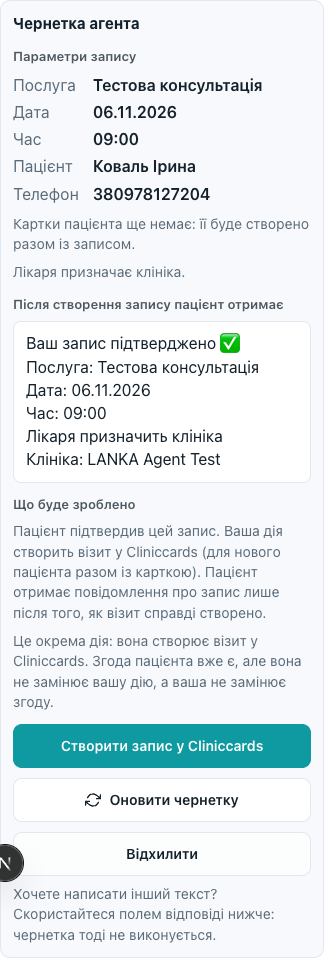 Чернетка агента
Параметри запису
Послуга Тестова консультація
Дата 06.11.2026
Час 09:00
Пацієнт Коваль Ірина
Телефон 380978127204
Картки пацієнта ще немає: її буде створено
разом із записом.
Лікаря призначає клініка.
Після створення запису пацієнт отримає
Ваш запис підтверджено ✅
Послуга: Тестова консультація
Дата: 06.11.2026
Час: 09:00
Лікаря призначить клініка
Клініка: LANKA Agent Test
Що буде зроблено
Пацієнт підтвердив цей запис. Ваша дія
створить візит у Cliniccards (для нового
пацієнта разом із карткою). Пацієнт
отримає повідомлення про запис лише
після того, як візит справді створено.
Це окрема дія: вона створює візит у
Cliniccards. Згода пацієнта вже є, але вона
не замінює вашу дію, а ваша не замінює
згоду.
Створити запис у Cliniccards
Оновити чернетку
Відхилити
N
Хочете написати інший текст?
Скористайтеся полем відповіді нижче:
чернетка тоді не виконується.